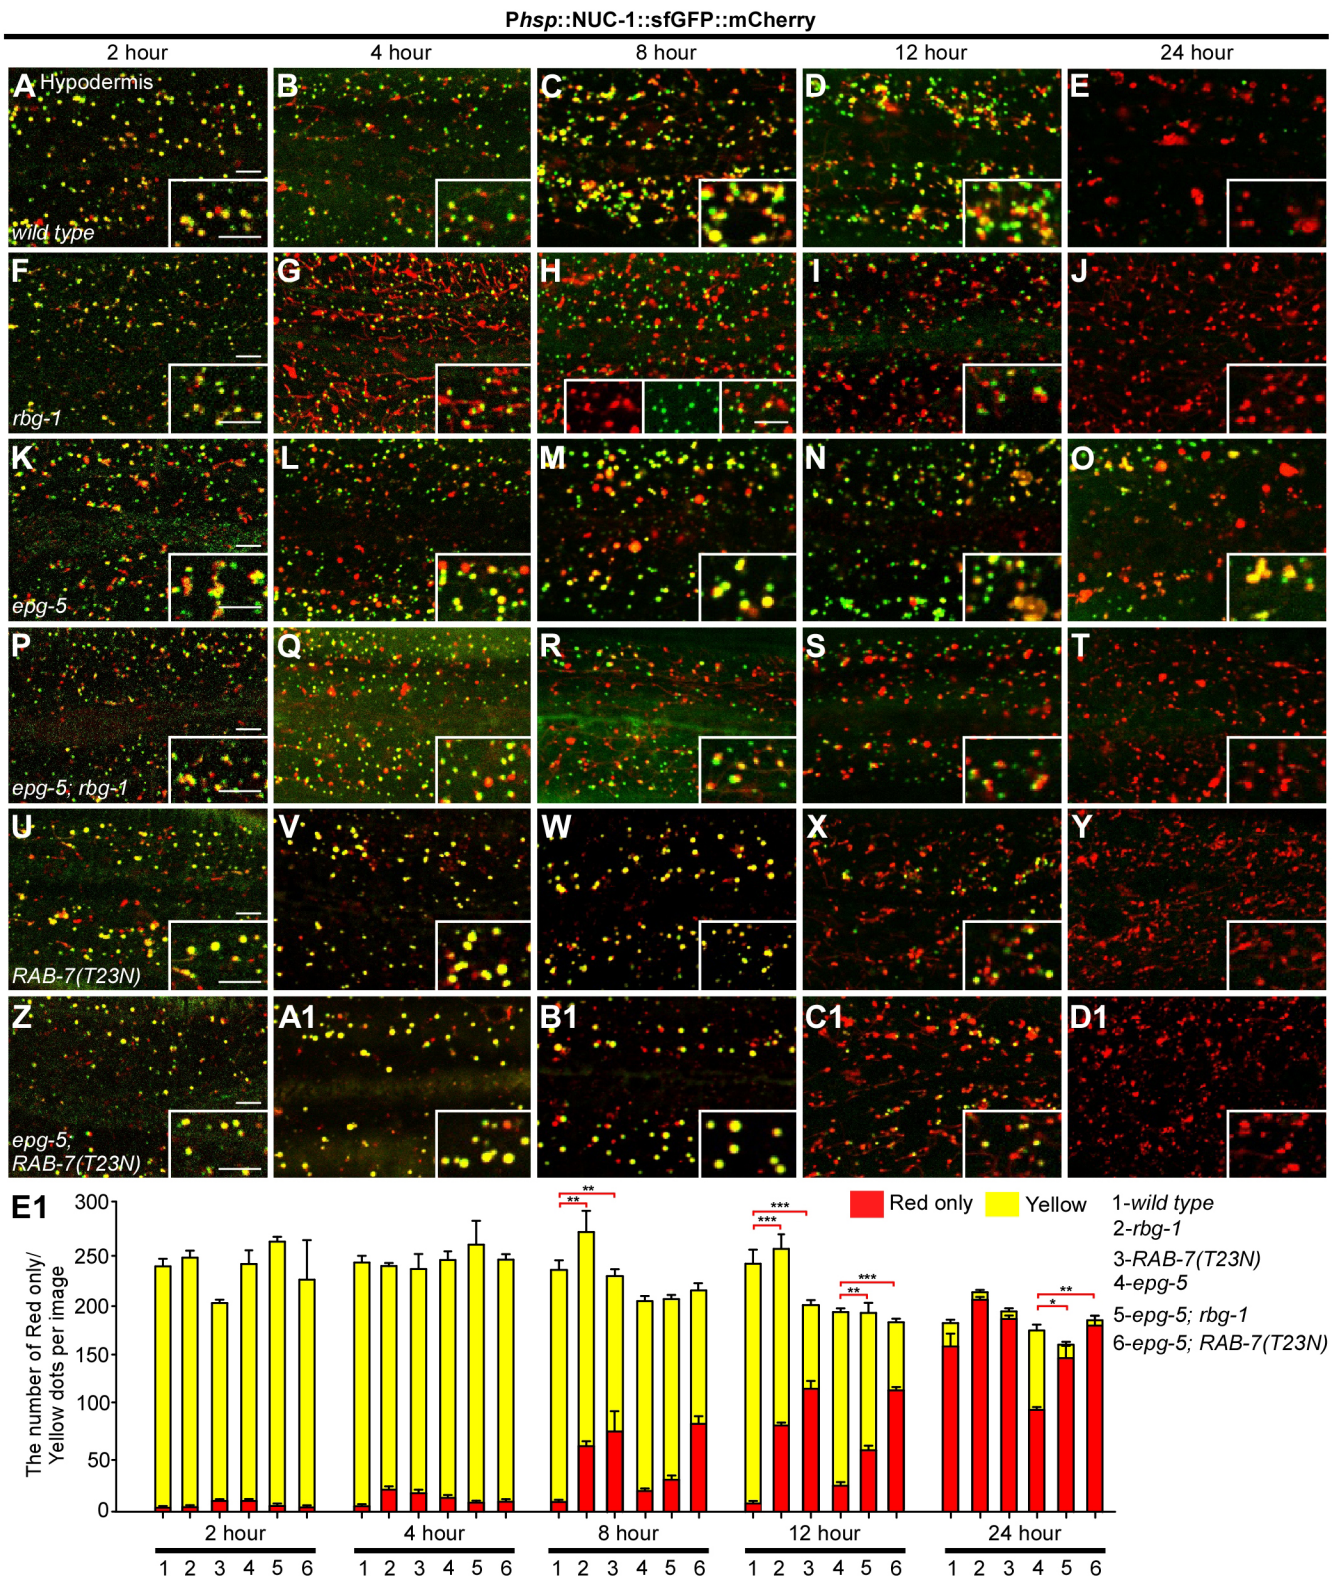 Phsp::NUC-1::sfGFP::mCherry
2 hour 4 hour 8 hour 12 hour 24 hour
A Hypodermis B C D E
wild type
F G H I J
rbg-1
K L M N O
epg-5
P Q R S T
epg-5; rbg-1
U V W X Y
RAB-7(T23N)
Z A1 B1 C1 D1
epg-5;
RAB-7(T23N)
E1
The number of Red only/
Yellow dots per image
300
250
200
150
100
50
0
** **
*** *** ** ***
* **
Red only Yellow
1-wild type
2-rbg-1
3-RAB-7(T23N)
4-epg-5
5-epg-5; rbg-1
6-epg-5; RAB-7(T23N)
2 hour 4 hour 8 hour 12 hour 24 hour
1 2 3 4 5 6 1 2 3 4 5 6 1 2 3 4 5 6 1 2 3 4 5 6 1 2 3 4 5 6